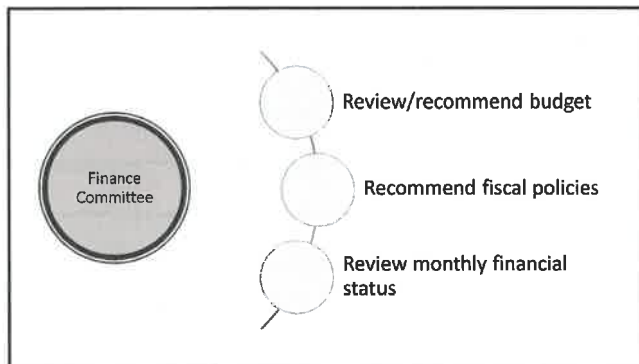 Finance
Committee
Review/recommend budget
Recommend fiscal policies
Review monthly financial
status